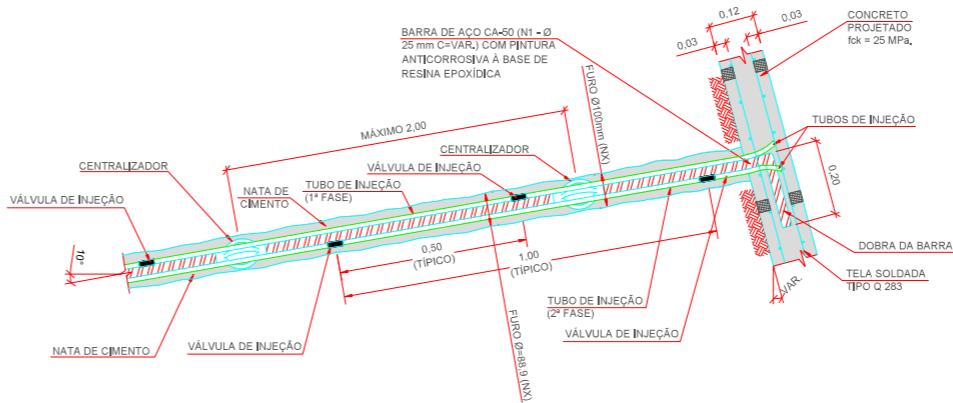 BARRA DE AÇO CA-50 (N1 - Ø
25 mm C=VAR.) COM PINTURA
ANTICORROSIVA À BASE DE
RESINA EPOXÍDICA
0,12
0,03
0,03
CONCRETO
PROJETADO
fck = 25 MPa.
FURO Ø100mm (NX)
MÁXIMO 2,00
TUBOS DE INJEÇÃO
0,20
CENTRALIZADOR
CENTRALIZADOR
VÁLVULA DE INJEÇÃO
VÁLVULA DE INJEÇÃO
NATA DE
CIMENTO
TUBO DE INJEÇÃO
(1ª FASE)
10°
0,50
(TÍPICO)
1,00
(TÍPICO)
DOBRA DA BARRA
TELA SOLDADA
TIPO Q 283
VAR.
TUBO DE INJEÇÃO
(2ª FASE)
VÁLVULA DE INJEÇÃO
FURO Ø=88.9 (NX)
NATA DE CIMENTO
VÁLVULA DE INJEÇÃO